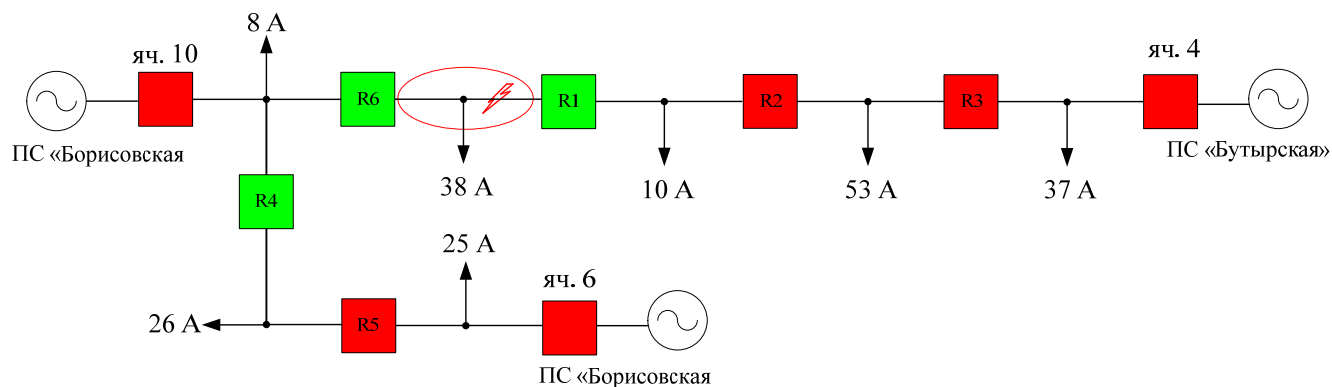 8 А
яч. 10
яч. 4
R6
R1
R2
R3
ПС «Борисовская
ПС «Бутырская»
38 А
10 А
53 А
37 А
R4
25 А
яч. 6
26 А
R5
ПС «Борисовская